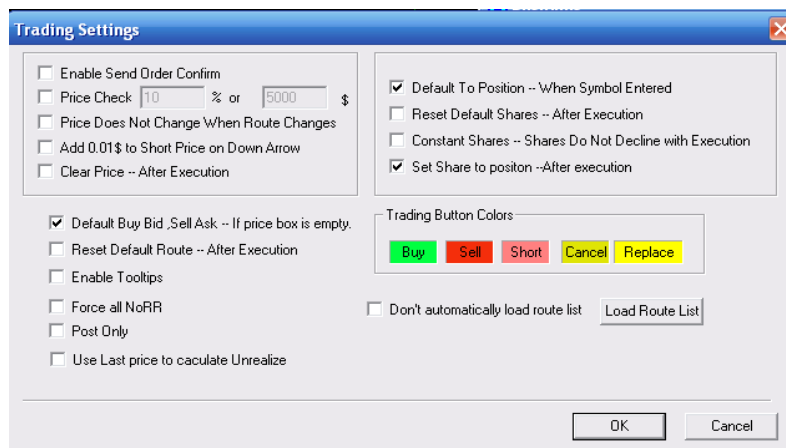 Trading Settings
Enable Send Order Confirm
Price Check 10 % or 5000 $
Price Does Not Change When Route Changes
Add 0.01$ to Short Price on Down Arrow
Clear Price -- After Execution
Default To Position -- When Symbol Entered
Reset Default Shares -- After Execution
Constant Shares -- Shares Do Not Decline with Execution
Set Share to positon --After execution
Default Buy Bid ,Sell Ask -- If price box is empty.
Reset Default Route -- After Execution
Enable Tooltips
Force all NoRR
Post Only
Use Last price to caculate Unrealize
Trading Button Colors
Buy Sell Short Cancel Replace
Don't automatically load route list Load Route List
OK Cancel